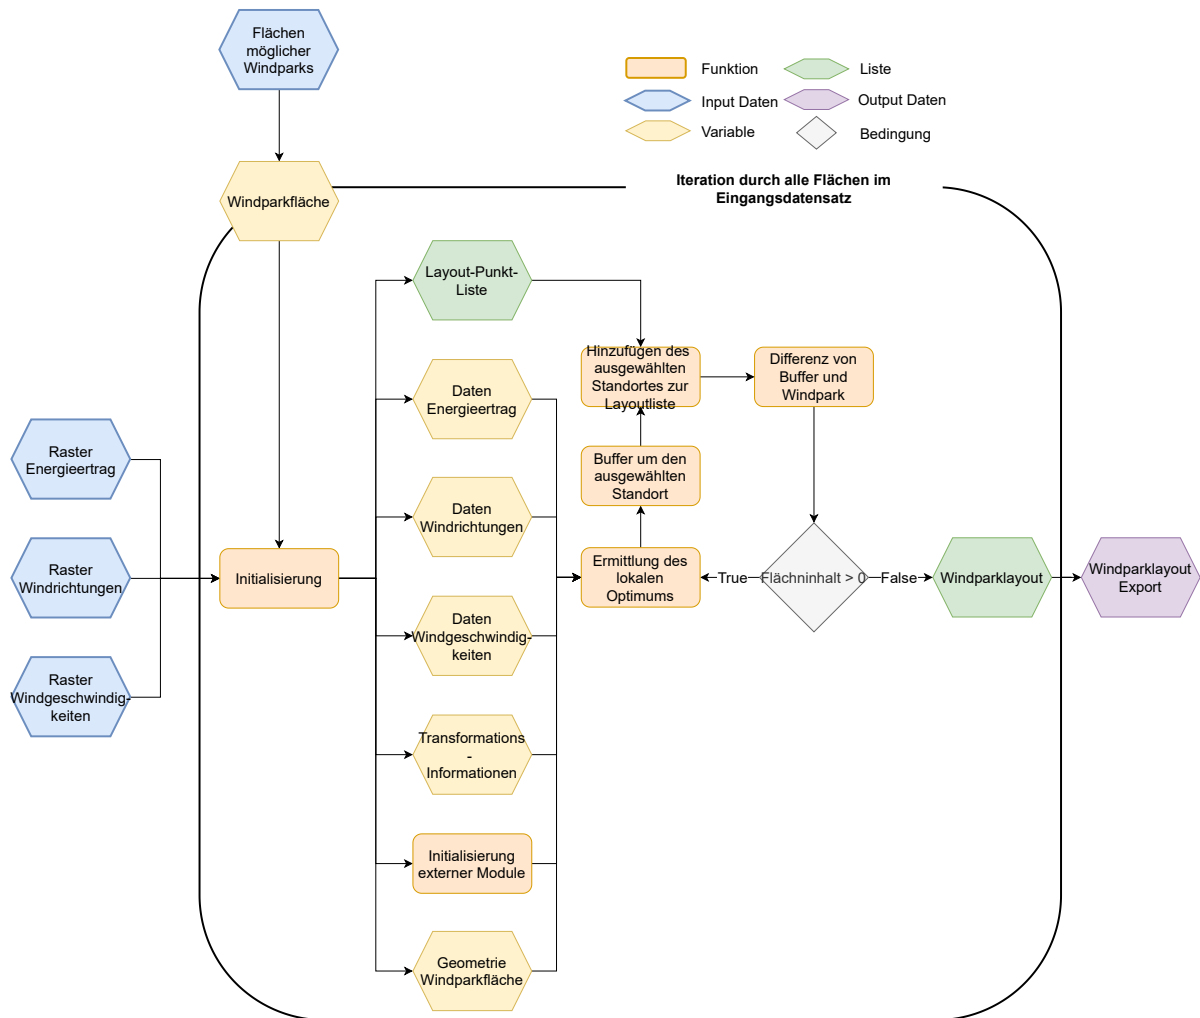 Flächen
möglicher
Windparks
Funktion
Liste
Input Daten
Output Daten
Variable
Bedingung
Iteration durch alle Flächen im
Eingangsdatensatz
Windparkfläche
Layout-Punkt-
Liste
Hinzufügen des
ausgewählten
Standortes zur
Layoutliste
Differenz von
Buffer und
Windpark
Daten
Energieertrag
Raster
Energieertrag
Buffer um den
ausgewählten
Standort
Daten
Windrichtungen
Raster
Windrichtungen
Initialisierung
Ermittlung des
lokalen
Optimums
True
Flächninhalt > 0
False
Windparklayout
Windparklayout
Export
Daten
Windgeschwindig-
keiten
Raster
Windgeschwindig-
keiten
Transformations
-
Informationen
Initialisierung
externer Module
Geometrie
Windparkfläche